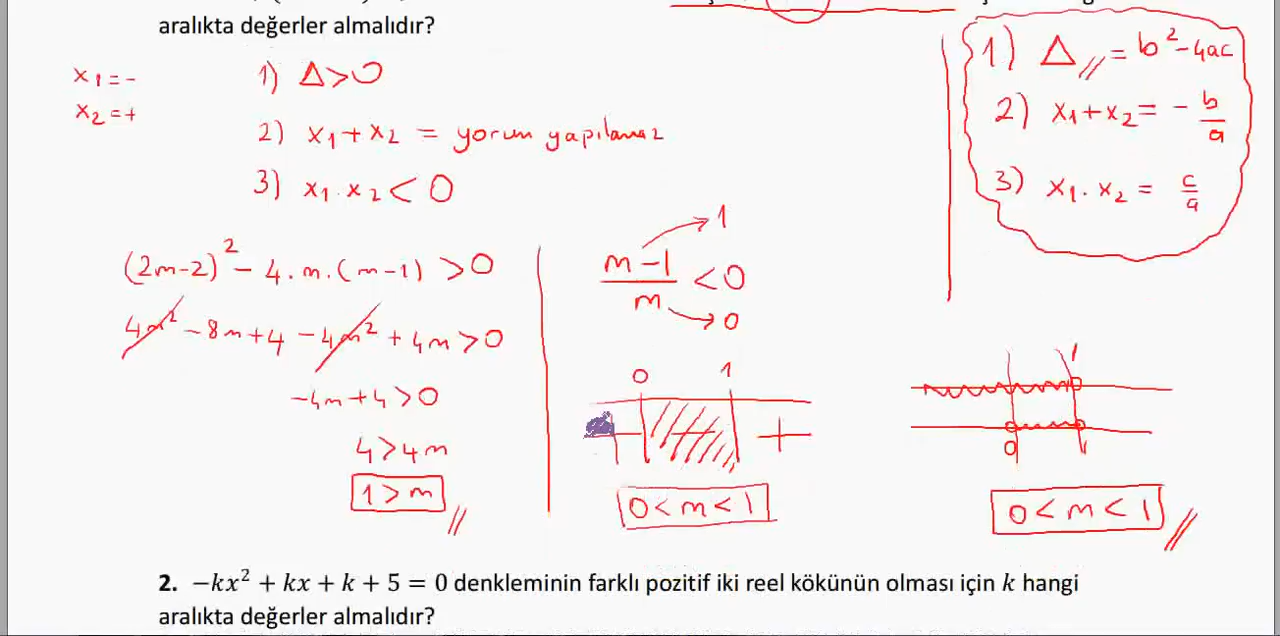 aralıkta değerler almalıdır?
x₁ = -
x₂ = +
1) Δ > 0
2) x₁ + x₂ = yorum yapılamaz
3) x₁ . x₂ < 0
1) Δ = b² - 4ac
2) x₁ + x₂ = - b/a
3) x₁ . x₂ = c/a
(2m-2)² - 4 . m . (m-1) > 0
4m² - 8m + 4 - 4m² + 4m > 0
-4m + 4 > 0
4 > 4m
1 > m
m - 1 / m < 0
1
0
0 1
- +
0 < m < 1
1
0 1
0 < m < 1
2. −kx² + kx + k + 5 = 0 denkleminin farklı pozitif iki reel kökünün olması için k hangi
aralıkta değerler almalıdır?